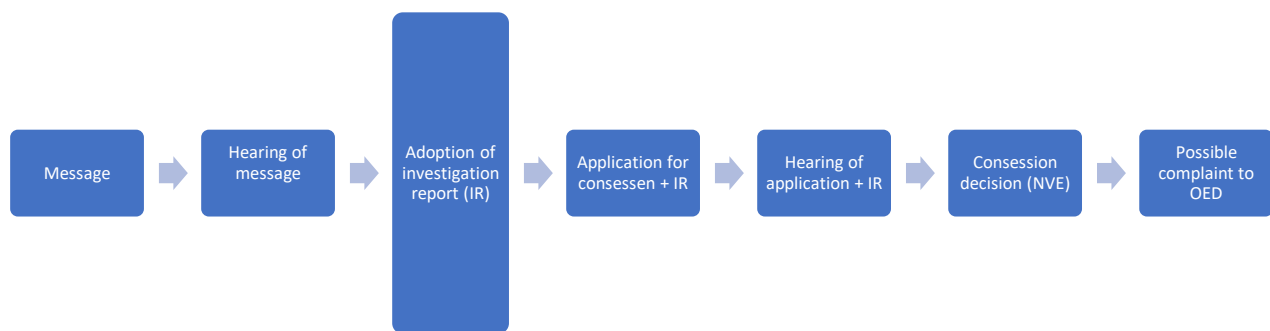 Message
Hearing of
message
Adoption of
investigation
report (IR)
Application for
consessen + IR
Hearing of
application + IR
Consession
decision (NVE)
Possible
complaint to
OED